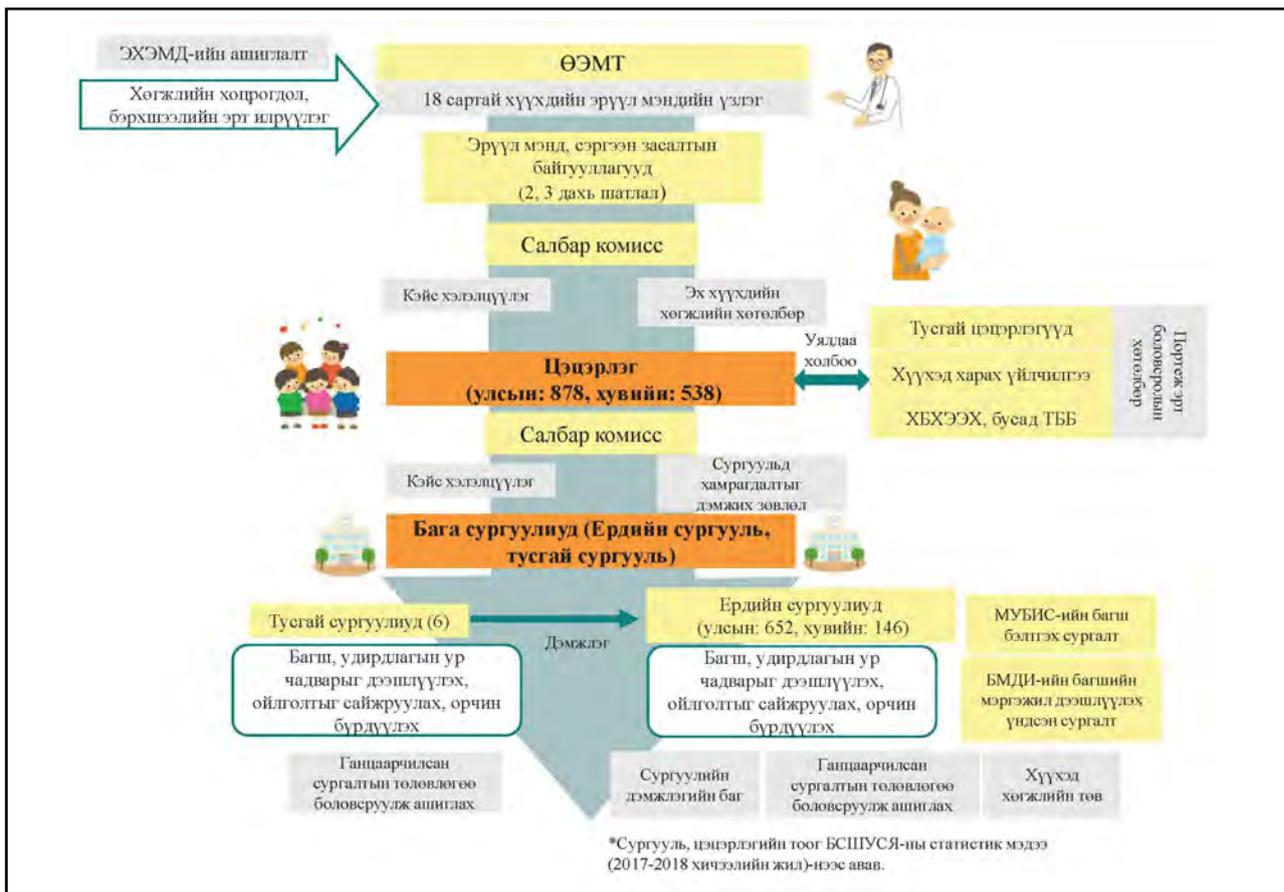 ЭХЭМД-ийн ашиглалт
Хөгжлийн хоцрогдол,
бэрхшээлийн эрт илрүүлэг
ӨЭМТ
18 сартай хүүхдийн эрүүл мэндийн үзлэг
Эрүүл мэнд, сэргээн засалтын
байгууллагууд
(2, 3 дахь шатлал)
Салбар комисс
Кэйс хэлэлцүүлэг
Эх хүүхдийн
хөгжлийн хөтөлбөр
Цэцэрлэг
(улсын: 878, хувийн: 538)
Уялдаа
холбоо
Тусгай цэцэрлэгүүд
Хүүхэд харах үйлчилгээ
ХБХЭЭХ, бусад ТББ
Портеж эрт
боловсролын
хөтөлбөр
Салбар комисс
Кэйс хэлэлцүүлэг
Сургуульд
хамрагдалтыг
дэмжих зөвлөл
Бага сургуулиуд (Ердийн сургууль,
тусгай сургууль)
Тусгай сургуулиуд (6)
Дэмжлэг
Ердийн сургуулиуд
(улсын: 652, хувийн: 146)
МУБИС-ийн багш
бэлтгэх сургалт
Багш, удирдлагын ур
чадварыг дээшлүүлэх,
ойлголтыг сайжруулах, орчин
бүрдүүлэх
Багш, удирдлагын ур
чадварыг дээшлүүлэх,
ойлголтыг сайжруулах, орчин
бүрдүүлэх
БМДИ-ийн багшийн
мэргэжил дээшлүүлэх
үндсэн сургалт
Ганцаарчилсан
сургалтын төлөвлөгөө
боловсруулж ашиглах
Сургуулийн
дэмжлэгийн баг
Ганцаарчилсан
сургалтын төлөвлөгөө
боловсруулж ашиглах
Хүүхэд
хөгжлийн төв
*Сургууль, цэцэрлэгийн тоог БСШУСЯ-ны статистик мэдээ
(2017-2018 хичээлийн жил)-нээс авав.